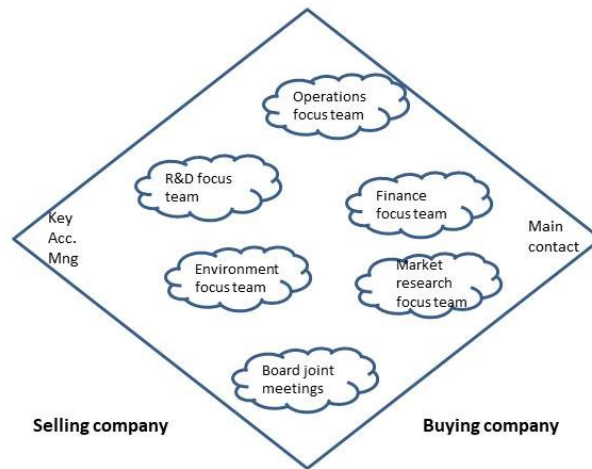 Operations
focus team
R&D focus
team
Finance
focus team
Key
Acc.
Mng
Main
contact
Environment
focus team
Market
research
focus team
Board joint
meetings
Selling company
Buying company